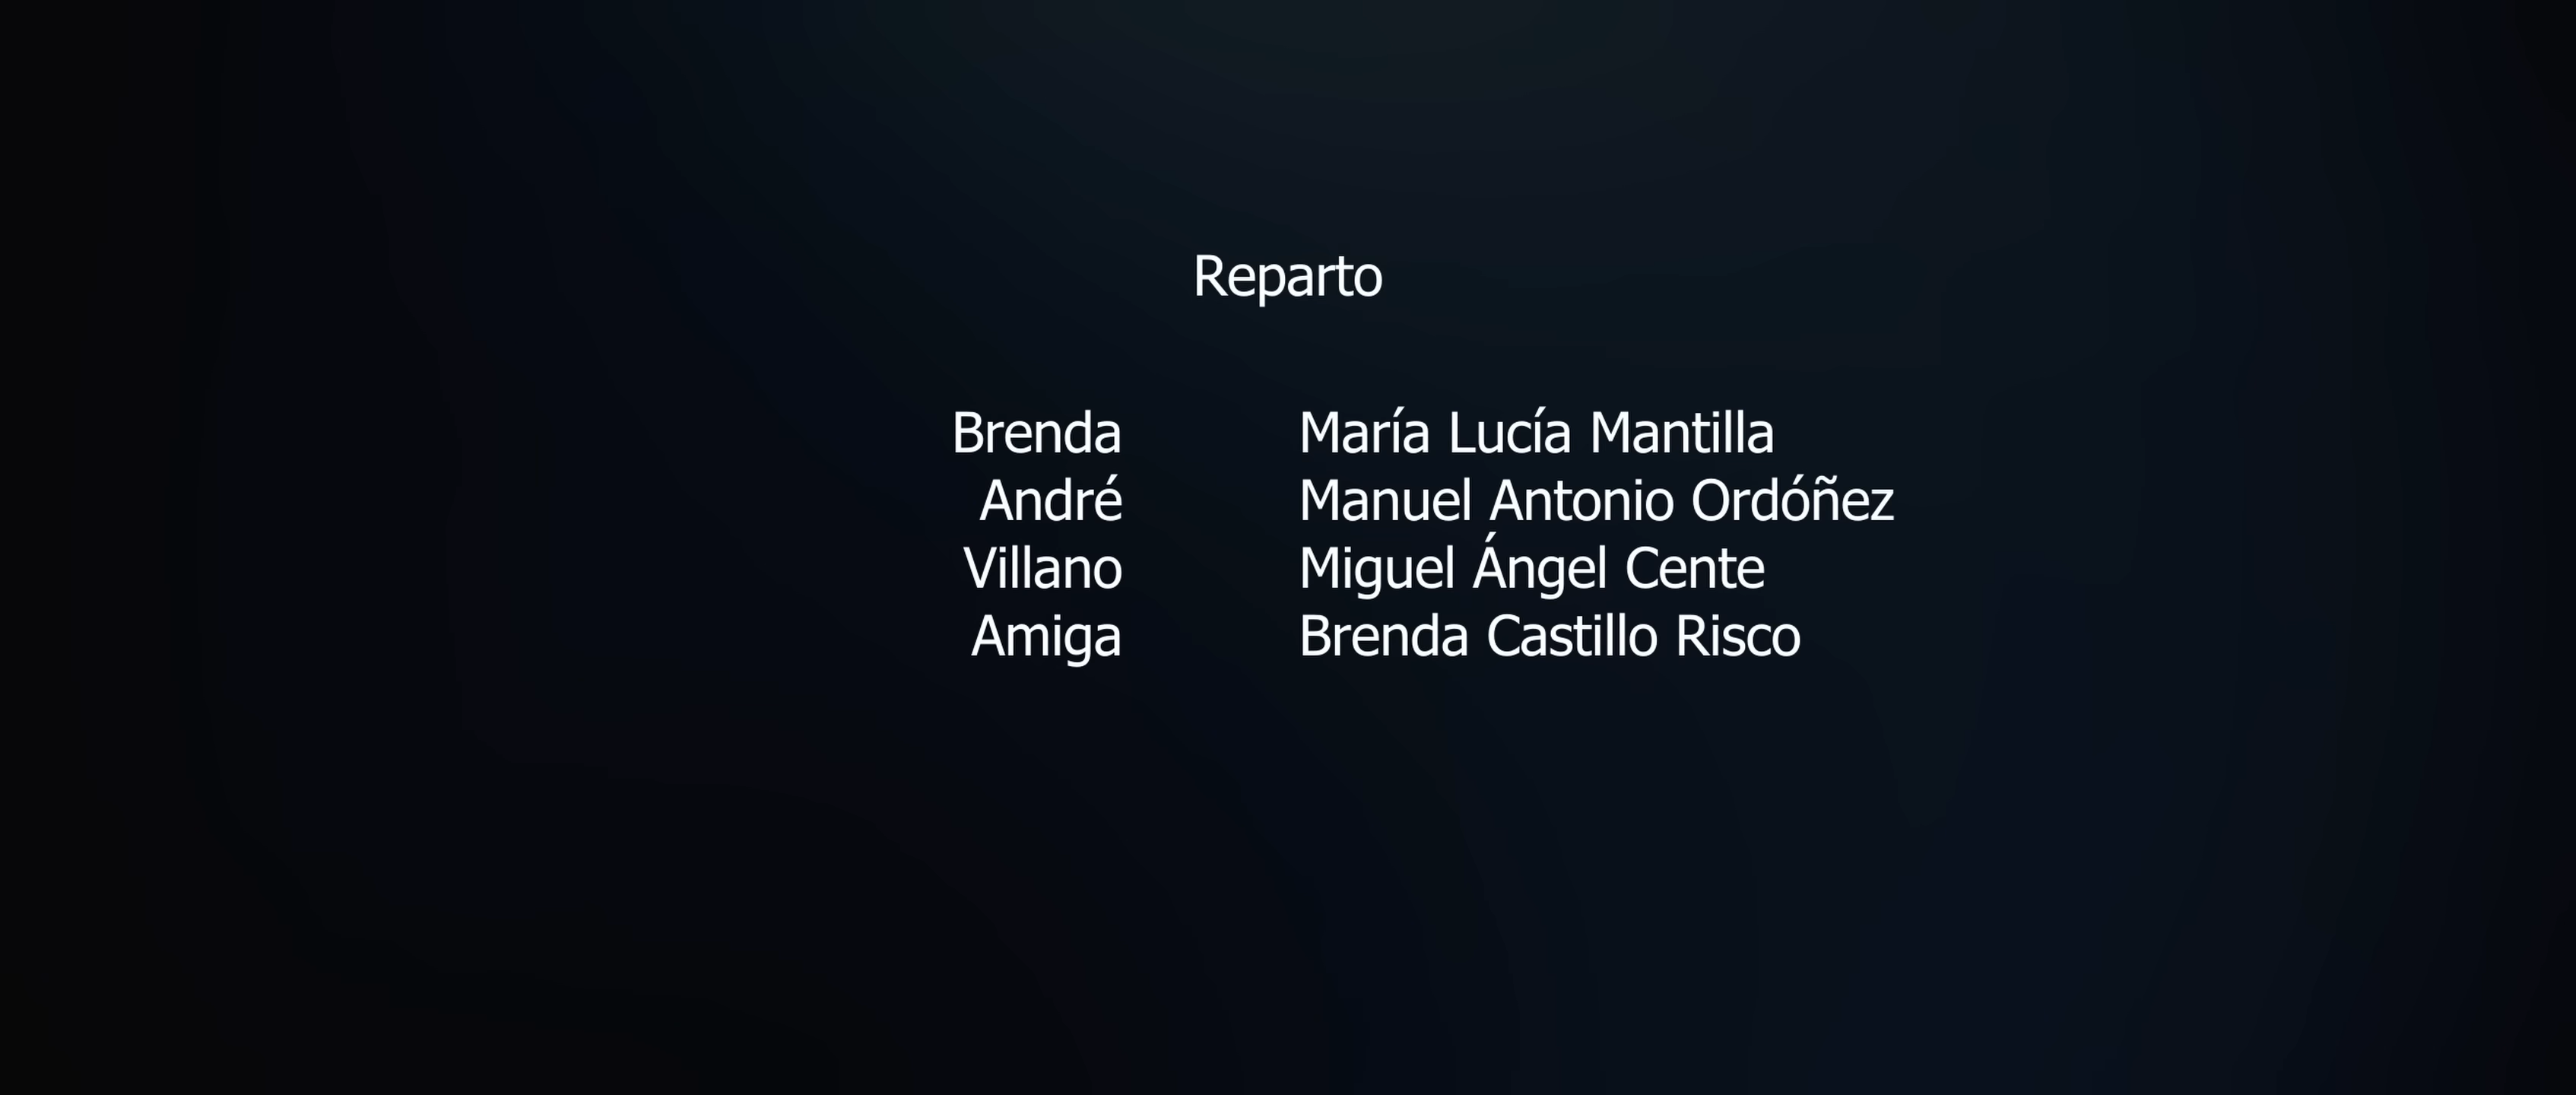 Reparto
Brenda María Lucía Mantilla
André Manuel Antonio Ordóñez
Villano Miguel Ángel Cente
Amiga Brenda Castillo Risco